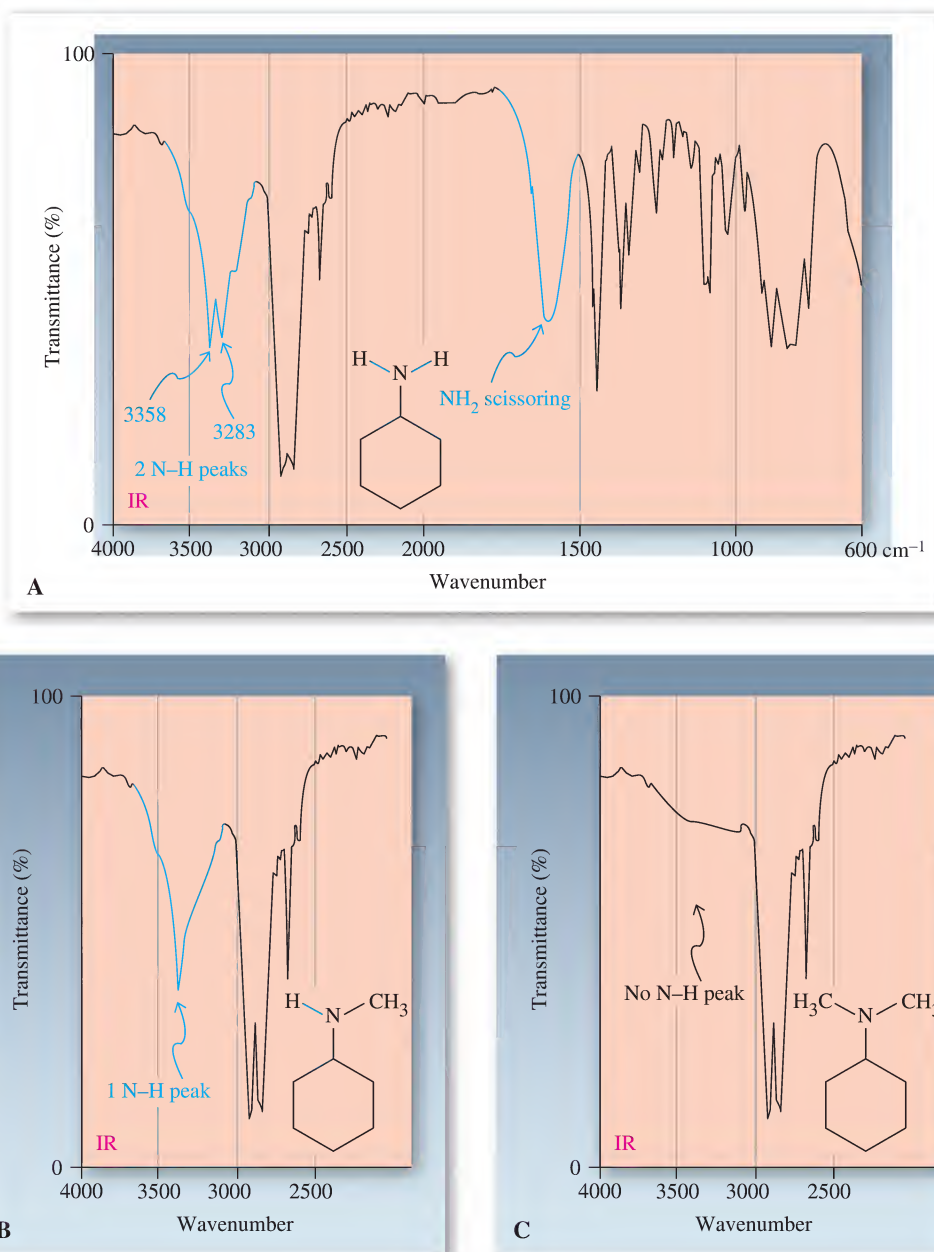 100
Transmittance (%)
H H
N
NH2 scissoring
3358
3283
2 N–H peaks
IR
0
4000 3500 3000 2500 2000 1500 1000 600 cm−1
Wavenumber
A
100
Transmittance (%)
H N CH3
1 N–H peak
IR
0
4000 3500 3000 2500
Wavenumber
B
100
Transmittance (%)
No N–H peak
H3C N CH3
IR
0
4000 3500 3000 2500
Wavenumber
C